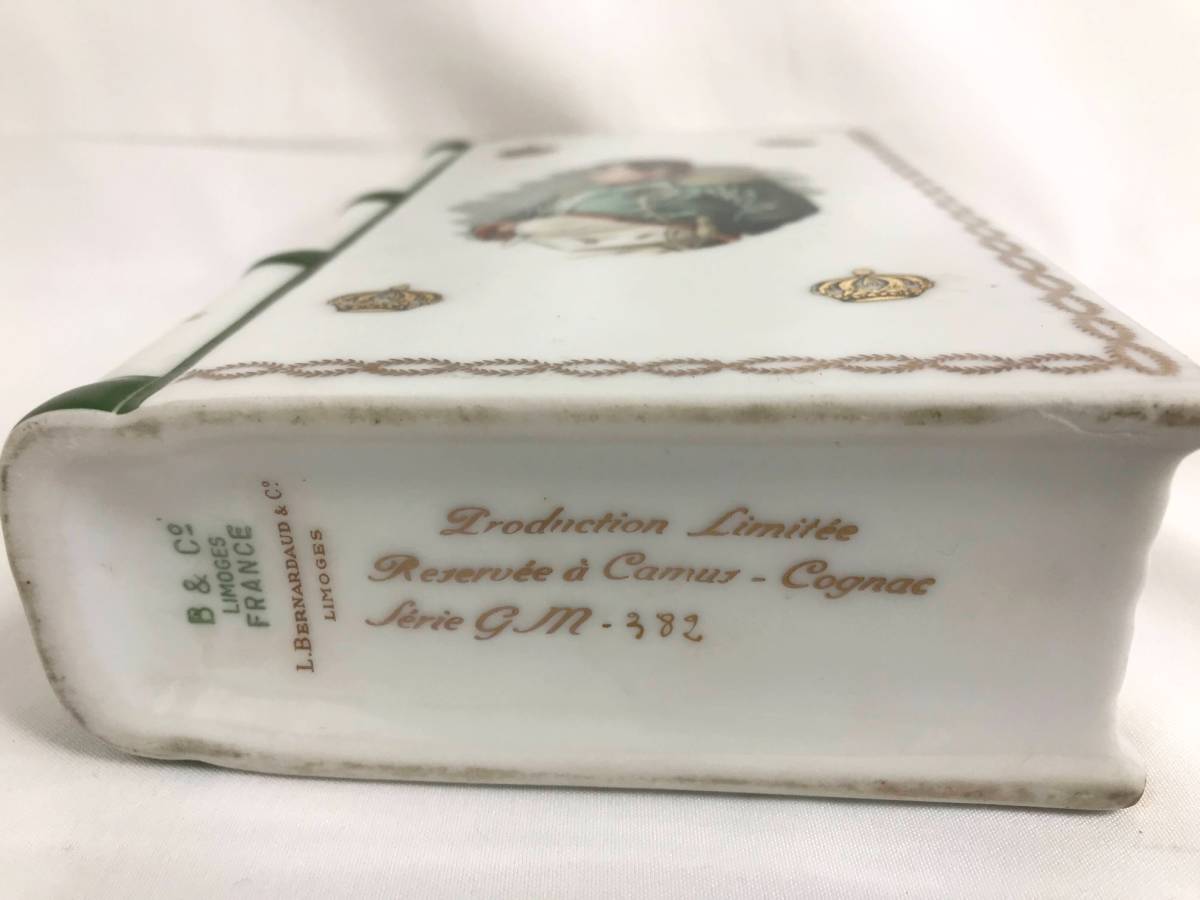 B & Cº
LIMOGES
FRANCE
L. BERNARDAUD & Cº
LIMOGES
Production Limitée
Reservée à Camus - Cognac
Série GM - 382